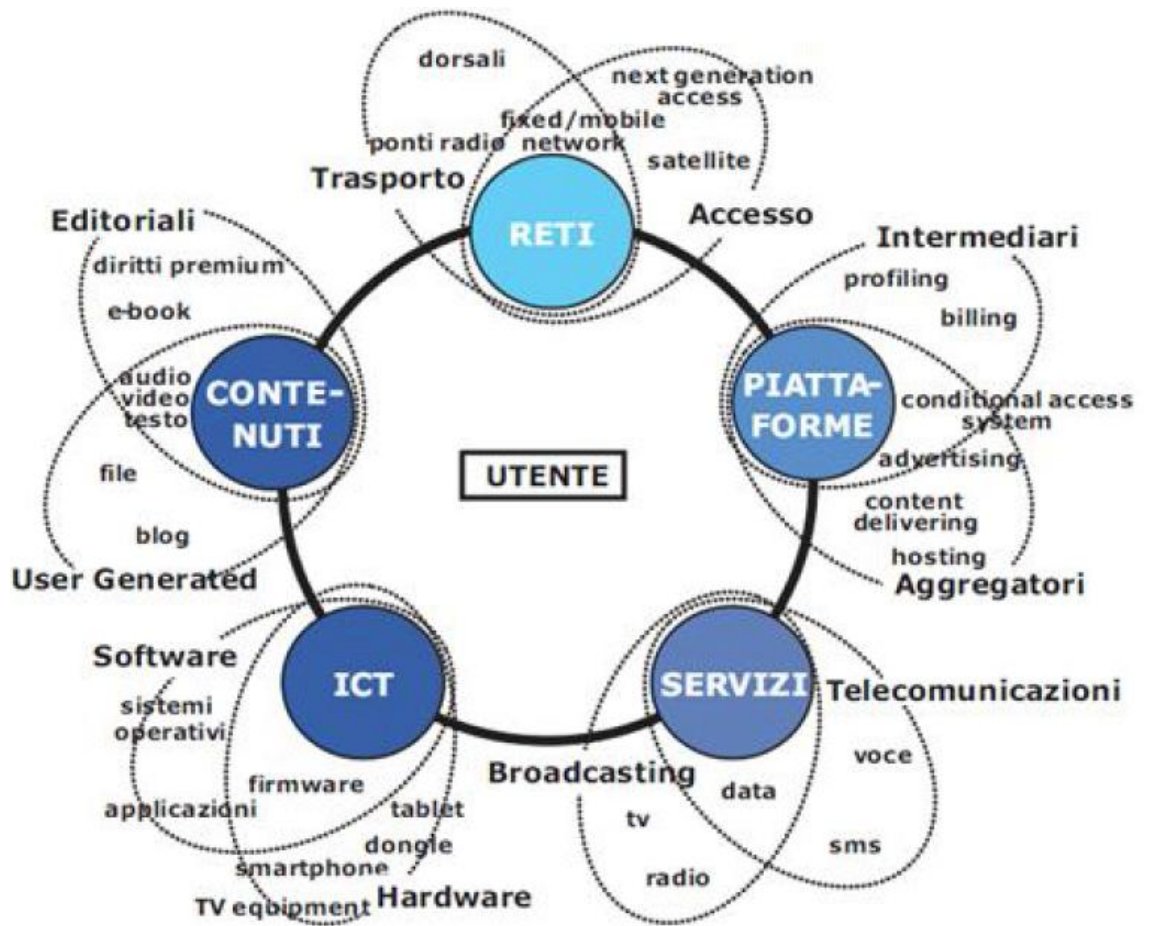 dorsali
next generation
access
fixed/mobile
network
ponti radio
satellite
Trasporto
RETI
Accesso
Editoriali
diritti premium
e-book
audio
video
testo
CONTE-
NUTI
file
blog
User Generated
Intermediari
profiling
billing
PIATTA-
FORME
conditional access
system
advertising
content
delivering
hosting
Aggregatori
UTENTE
Software
ICT
sistemi
operativi
firmware
applicazioni
tablet
dongle
smartphone
TV equipment
Hardware
SERVIZI
Telecomunicazioni
Broadcasting
voce
data
tv
sms
radio